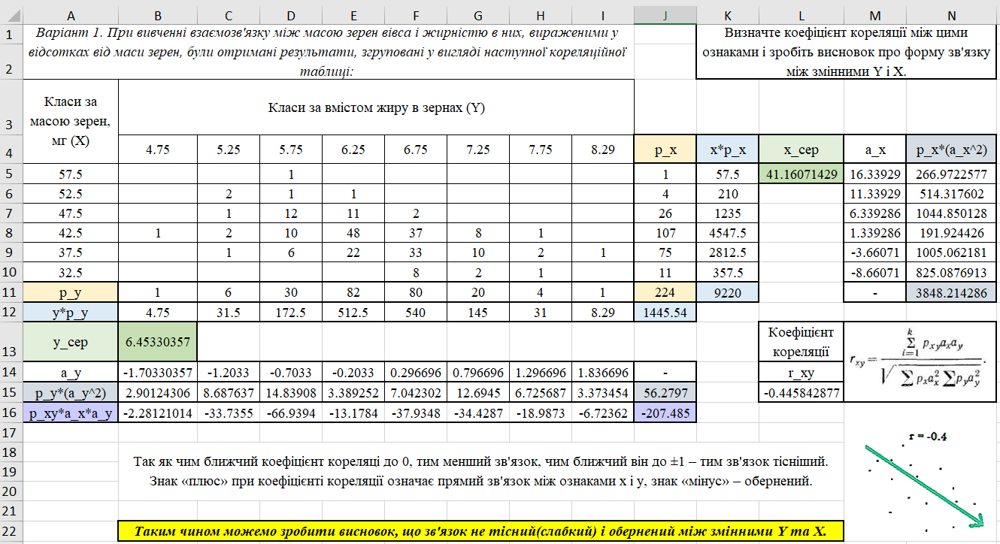 A B C D E F G H I J K L M N
1 Варіант 1. При вивченні взаємозв'язку між масою зерен вівса і жирністю в них, вираженими у
відсотках від маси зерен, були отримані результати, згруповані у вигляді наступної кореляційної
2 таблиці:
Визначте коефіцієнт кореляції між цими
ознаками і зробіть висновок про форму зв'язку
між змінними Y і X.
Класи за
масою зерен,
мг (X)
3 Класи за вмістом жиру в зернах (Y)
4 4.75 5.25 5.75 6.25 6.75 7.25 7.75 8.29 p_x x*p_x x_сер a_x p_x*(a_x^2)
5 57.5 1 1 57.5 41.16071429 16.33929 266.9722577
6 52.5 2 1 1 4 210 11.33929 514.317602
7 47.5 1 12 11 2 26 1235 6.339286 1044.850128
8 42.5 1 2 10 48 37 8 1 107 4547.5 1.339286 191.924426
9 37.5 1 6 22 33 10 2 1 75 2812.5 -3.66071 1005.062181
10 32.5 8 2 1 11 357.5 -8.66071 825.0876913
11 p_y 1 6 30 82 80 20 4 1 224 9220 - 3848.214286
12 y*p_y 4.75 31.5 172.5 512.5 540 145 31 8.29 1445.54
13 y_сер 6.45330357
Коефіцієнт
кореляції
r_xy = k Σ i=1 p_xy a_x a_y / √ Σ p_x a_x^2 Σ p_y a_y^2 .
14 a_y -1.70330357 -1.2033 -0.7033 -0.2033 0.296696 0.796696 1.296696 1.836696 - r_xy
15 p_y*(a_y^2) 2.90124306 8.687637 14.83908 3.389252 7.042302 12.6945 6.725687 3.373454 56.2797 -0.445842877
16 p_xy*a_x*a_y -2.28121014 -33.7355 -66.9394 -13.1784 -37.9348 -34.4287 -18.9873 -6.72362 -207.485
17
r = -0.4
18 Так як чим ближчий коефіцієнт кореляці до 0, тим менший зв'язок, чим ближчий він до ±1 – тим зв'язок тісніший.
19 Знак «плюс» при коефіцієнті кореляції означає прямий зв'язок між ознаками x і y, знак «мінус» – обернений.
20
21
22 Таким чином можемо зробити висновок, що зв'язок не тісний(слабкий) і обернений між змінними Y та X.